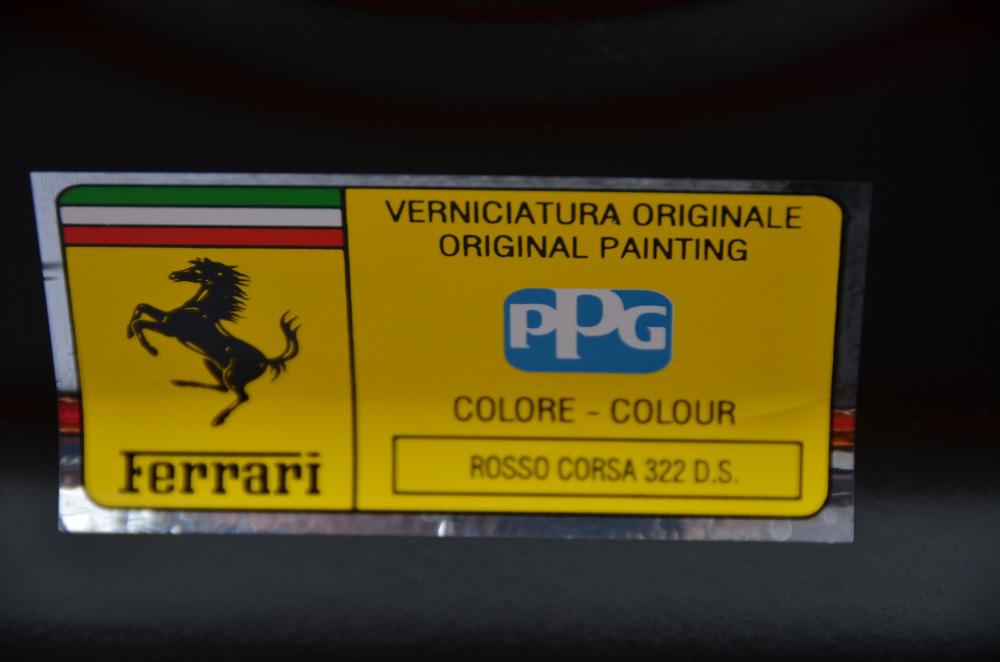 VERNICIATURA ORIGINALE
ORIGINAL PAINTING
PPG
COLORE - COLOUR
ROSSO CORSA 322 D.S.
Ferrari